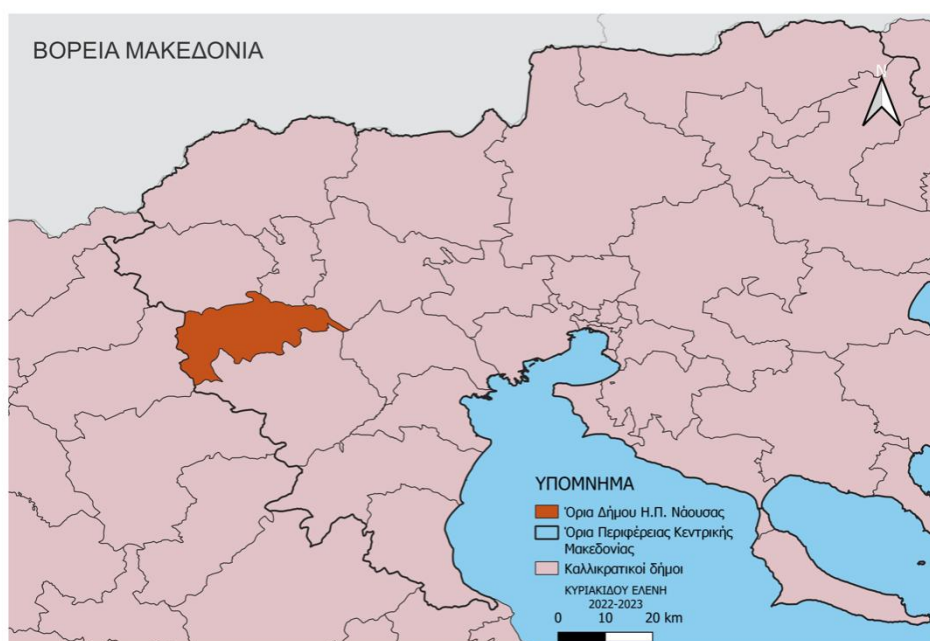 ΒΟΡΕΙΑ ΜΑΚΕΔΟΝΙΑ
N
ΥΠΟΜΝΗΜΑ
Όρια Δήμου Η.Π. Νάουσας
Όρια Περιφέρειας Κεντρικής
Μακεδονίας
Καλλικρατικοί δήμοι
ΚΥΡΙΑΚΙΔΟΥ ΕΛΕΝΗ
2022-2023
0 10 20 km